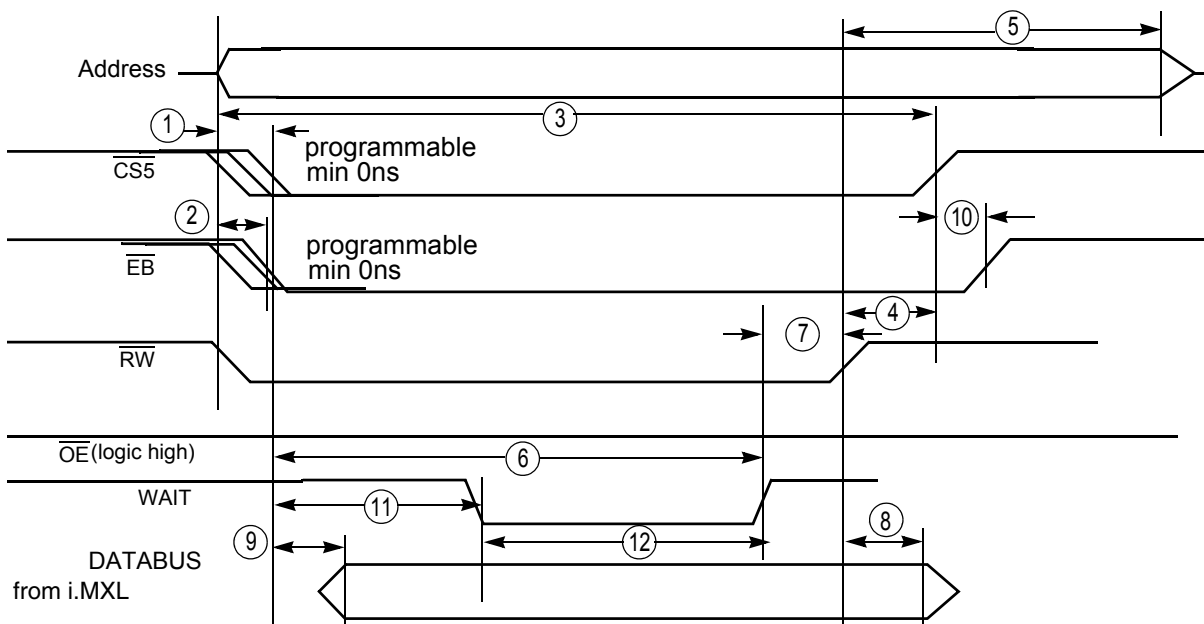 5
Address
3
1
programmable
min 0ns
CS5
2
10
programmable
min 0ns
EB
4
7
RW
OE(logic high)
6
WAIT
11
8
9
12
DATABUS
from i.MXL